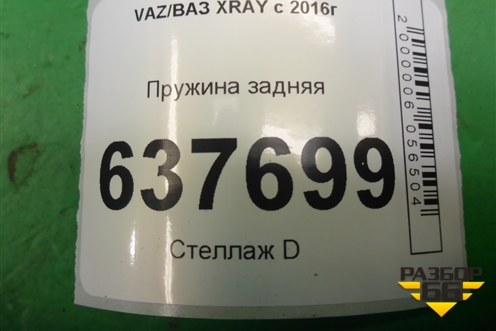 VAZ/ВАЗ XRAY с 2016г
Пружина задняя
637699
Стеллаж D
2000006056504
РАЗБОР
66